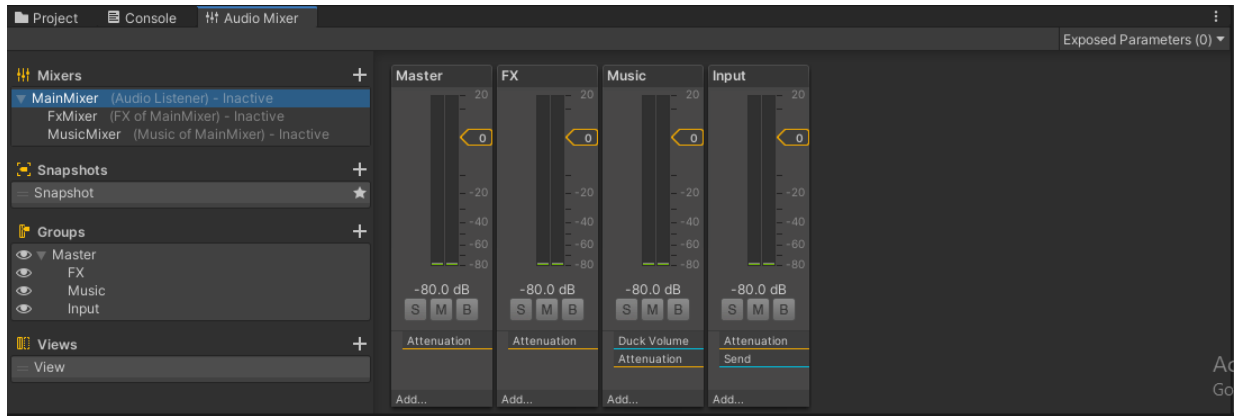 Project Console Audio Mixer
Exposed Parameters (0)
Mixers
MainMixer (Audio Listener) - Inactive
FxMixer (FX of MainMixer) - Inactive
MusicMixer (Music of MainMixer) - Inactive
Snapshots
Snapshot
Groups
Master
FX
Music
Input
Views
View
Master
20
0
-20
-40
-60
-80
-80.0 dB
S M B
Attenuation
Add...
FX
20
0
-20
-40
-60
-80
-80.0 dB
S M B
Attenuation
Add...
Music
20
0
-20
-40
-60
-80
-80.0 dB
S M B
Duck Volume
Attenuation
Add...
Input
20
0
-20
-40
-60
-80
-80.0 dB
S M B
Attenuation
Send
Add...
Ac
Go